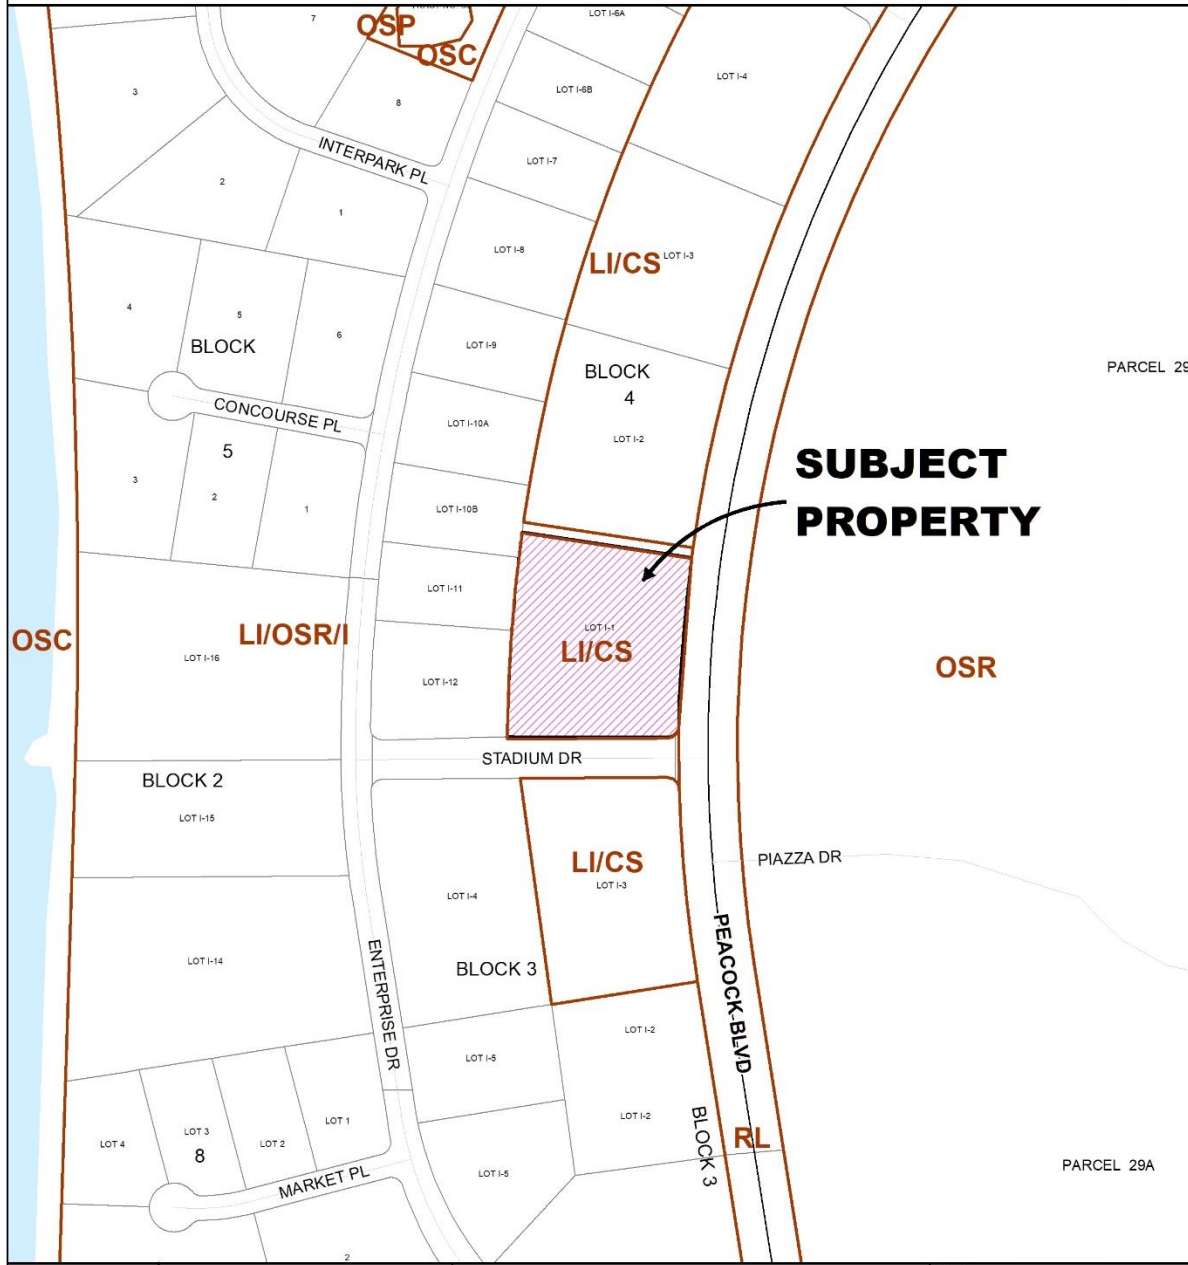 7
OSP
OSC
LOT I-6A
LOT I-4
3
8
LOT I-6B
INTERPARK PL
LOT I-7
2
1
LOT I-8
LI/CS
LOT I-3
4
5
6
BLOCK
LOT I-9
BLOCK
4
PARCEL 29
CONCOURSE PL
LOT I-10A
LOT I-2
5
3
2
1
SUBJECT
PROPERTY
LOT I-10B
LOT I-11
OSC
LI/OSR/I
LOT I-16
LOT I-1
LI/CS
LOT I-12
OSR
STADIUM DR
BLOCK 2
LOT I-15
LI/CS
LOT I-3
PIAZZA DR
LOT I-4
LOT I-14
ENTERPRISE DR
BLOCK 3
PEACOCK BLVD
LOT I-2
LOT I-5
LOT 4
LOT 3
8
LOT 2
LOT 1
LOT I-2
BLOCK 3
RL
MARKET PL
LOT I-5
PARCEL 29A
2